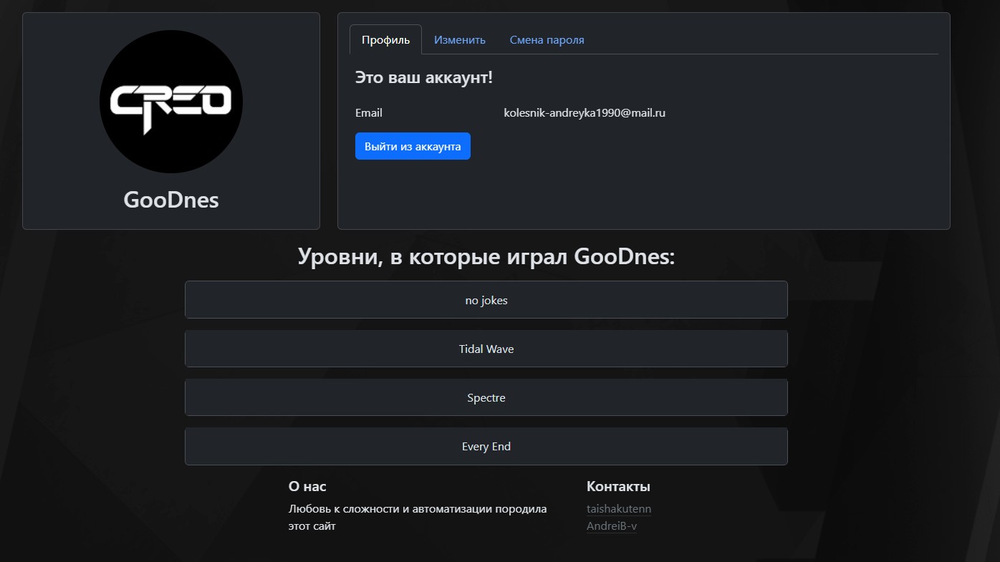 CREO
GooDnes
Профиль Изменить Смена пароля
Это ваш аккаунт!
Email kolesnik-andreyka1990@mail.ru
Выйти из аккаунта
Уровни, в которые играл GooDnes:
no jokes
Tidal Wave
Spectre
Every End
О нас
Любовь к сложности и автоматизации породила
этот сайт
Контакты
taishakutenn
AndreiB-v